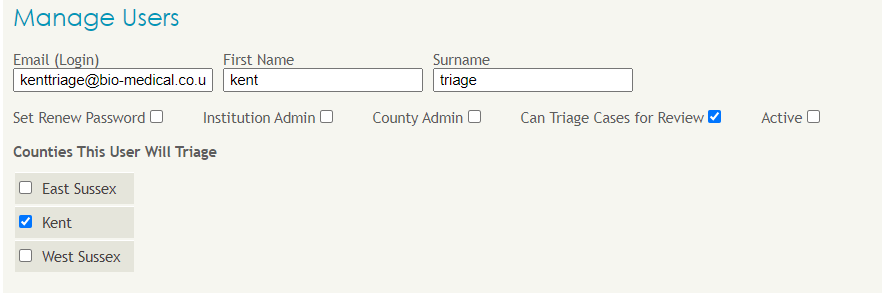 Manage Users
Email (Login) First Name Surname
kenttriage@bio-medical.co.u kent triage
Set Renew Password Institution Admin County Admin Can Triage Cases for Review Active
Counties This User Will Triage
East Sussex
Kent
West Sussex